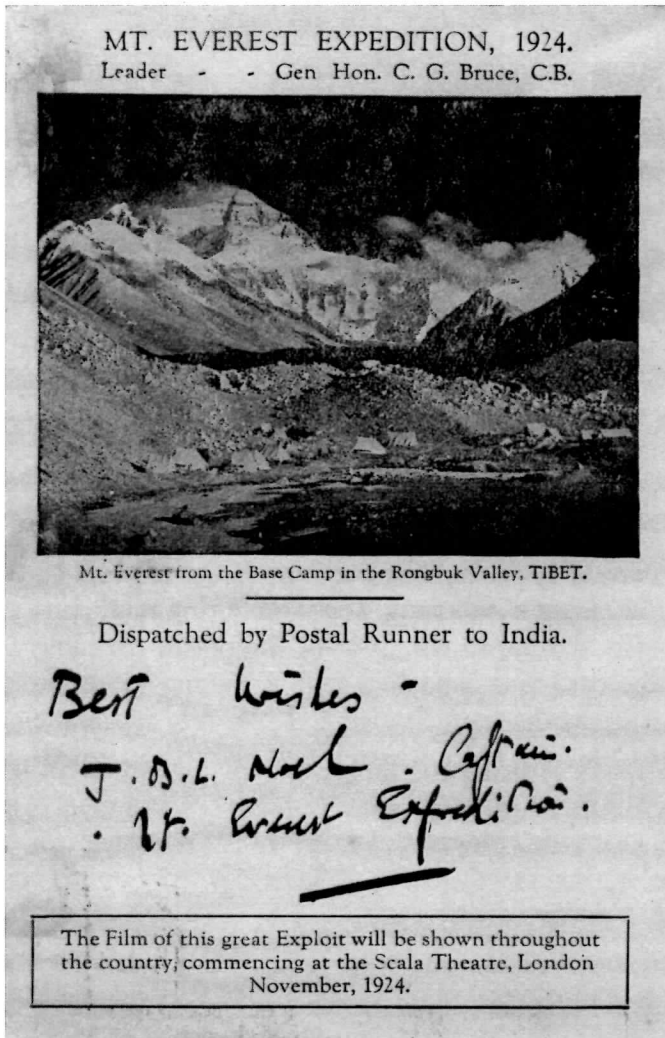 MT. EVEREST EXPEDITION, 1924.
Leader - - Gen Hon. C. G. Bruce, C.B.
Mt. Everest from the Base Camp in the Rongbuk Valley, TIBET.
Dispatched by Postal Runner to India.
Best Wishes -
J. B. L. Noel. Captain.
. Mt. Everest Expedition.
The Film of this great Exploit will be shown throughout
the country, commencing at the Scala Theatre, London
November, 1924.